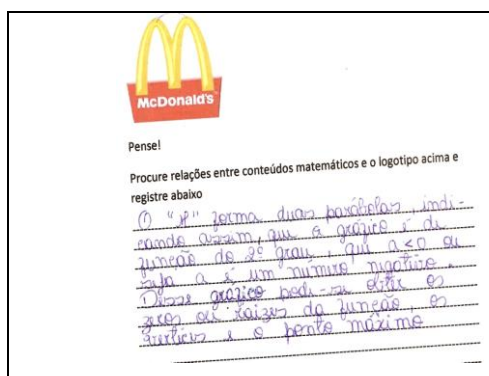 McDonald's
Pense!
Procure relações entre conteúdos matemáticos e o logotipo acima e
registre abaixo
O "M" forma duas parábolas, indi-
cando assim, que o gráfico é de
função do 2º grau, que a<0 ou
seja a é um número negativo.
Desse gráfico pode-se obter os
zeros ou raízes da função, os
vértices e o ponto máximo